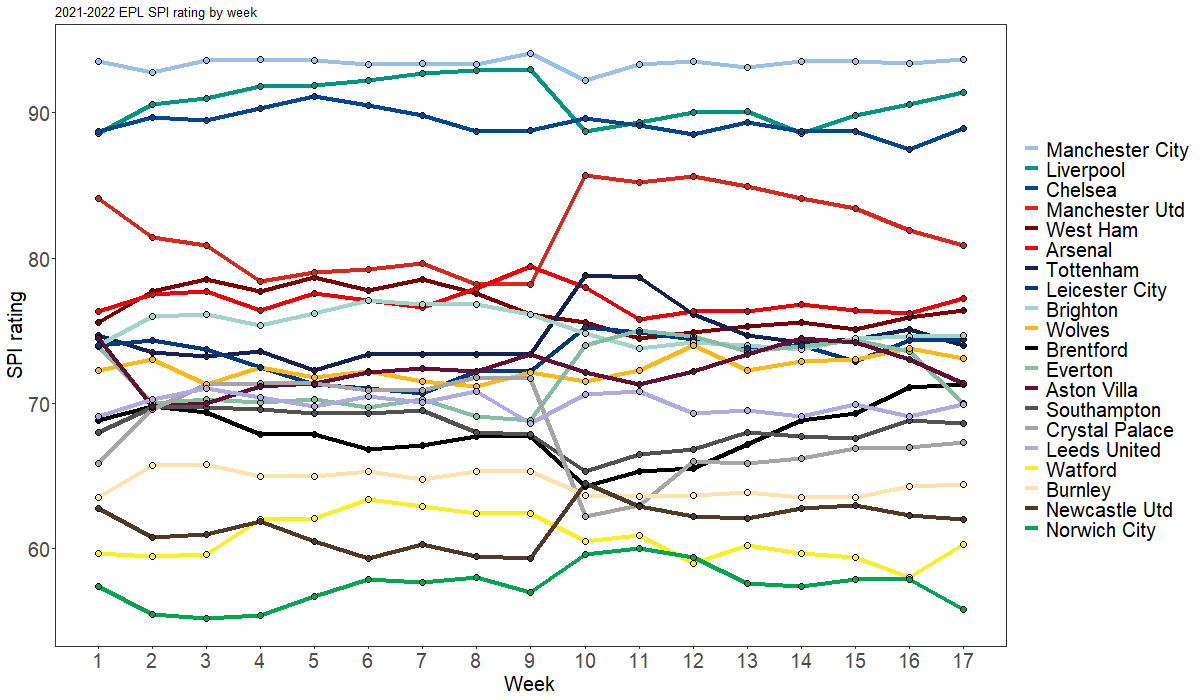 2021-2022 EPL SPI rating by week
SPI rating
90
80
70
60
1 2 3 4 5 6 7 8 9 10 11 12 13 14 15 16 17
Week
Manchester City
Liverpool
Chelsea
Manchester Utd
West Ham
Arsenal
Tottenham
Leicester City
Brighton
Wolves
Brentford
Everton
Aston Villa
Southampton
Crystal Palace
Leeds United
Watford
Burnley
Newcastle Utd
Norwich City